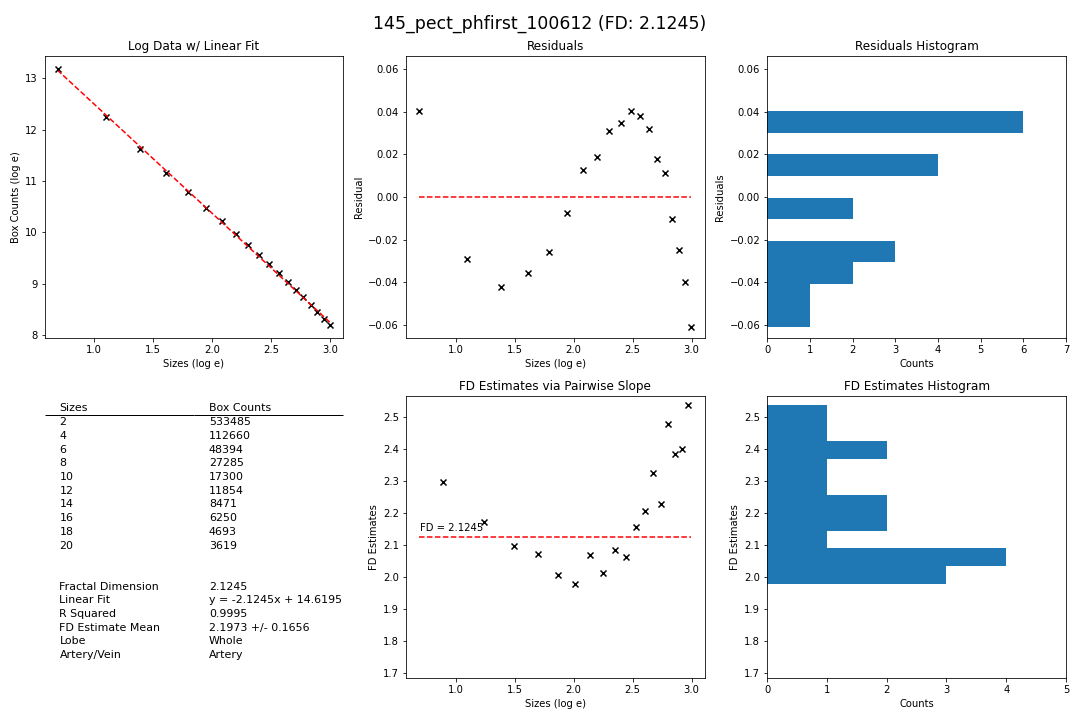 145_pect_phfirst_100612 (FD: 2.1245)
Log Data w/ Linear Fit
Box Counts (log e)
13
12
11
10
9
8
1.0 1.5 2.0 2.5 3.0
Sizes (log e)
Residuals
Residual
0.06
0.04
0.02
0.00
−0.02
−0.04
−0.06
1.0 1.5 2.0 2.5 3.0
Sizes (log e)
Residuals Histogram
Residuals
0.06
0.04
0.02
0.00
−0.02
−0.04
−0.06
0 1 2 3 4 5 6 7
Counts
Sizes Box Counts
2 533485
4 112660
6 48394
8 27285
10 17300
12 11854
14 8471
16 6250
18 4693
20 3619
Fractal Dimension 2.1245
Linear Fit y = -2.1245x + 14.6195
R Squared 0.9995
FD Estimate Mean 2.1973 +/- 0.1656
Lobe Whole
Artery/Vein Artery
FD Estimates via Pairwise Slope
FD Estimates
2.5
2.4
2.3
2.2
2.1
2.0
1.9
1.8
1.7
FD = 2.1245
1.0 1.5 2.0 2.5 3.0
Sizes (log e)
FD Estimates Histogram
FD Estimates
2.5
2.4
2.3
2.2
2.1
2.0
1.9
1.8
1.7
0 1 2 3 4 5
Counts